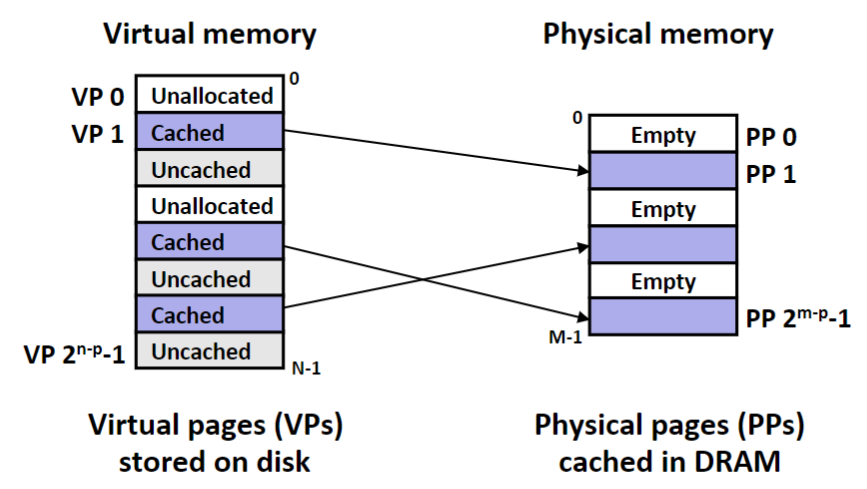 Virtual memory
Physical memory
0
VP 0 Unallocated
VP 1 Cached
Uncached
Unallocated
Cached
Uncached
Cached
VP 2ⁿ⁻ᵖ-1 Uncached
N-1
0
Empty PP 0
PP 1
Empty
Empty
PP 2ᵐ⁻ᵖ-1
M-1
Virtual pages (VPs)
stored on disk
Physical pages (PPs)
cached in DRAM